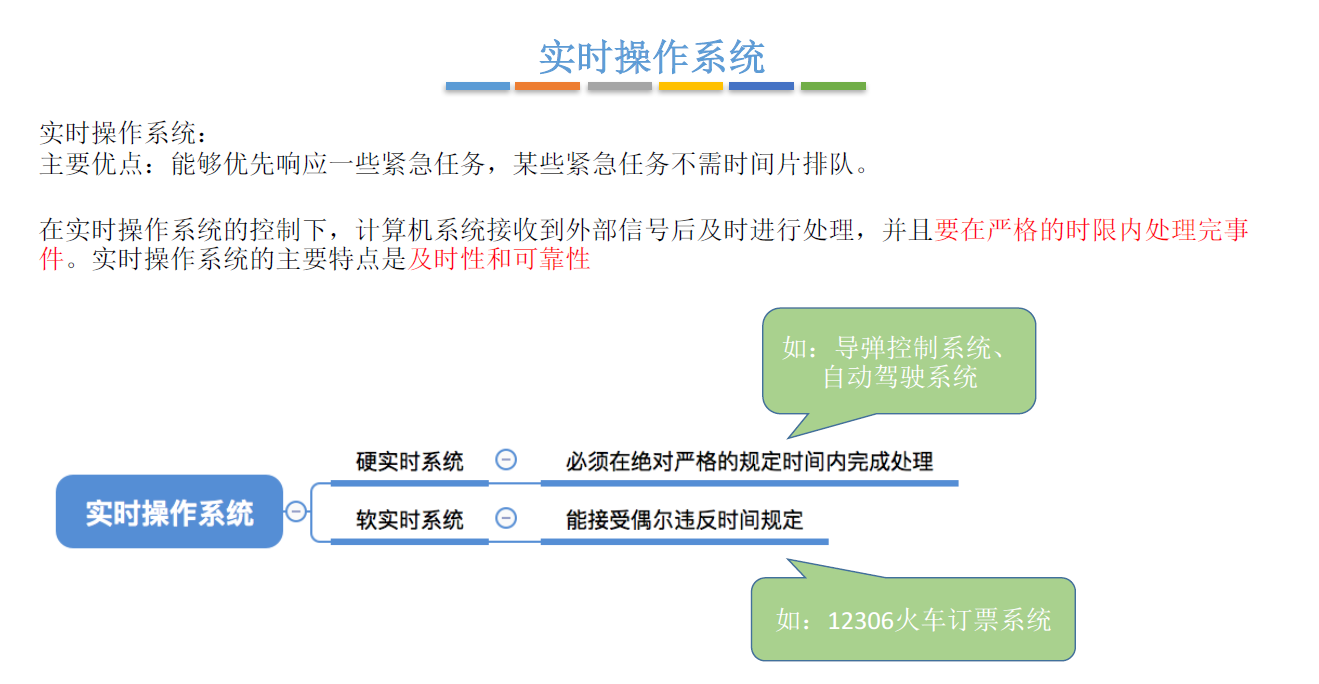 实时操作系统
实时操作系统：
主要优点：能够优先响应一些紧急任务，某些紧急任务不需时间片排队。
在实时操作系统的控制下，计算机系统接收到外部信号后及时进行处理，并且要在严格的时限内处理完事
件。实时操作系统的主要特点是及时性和可靠性
如：导弹控制系统、
自动驾驶系统
实时操作系统
硬实时系统
必须在绝对严格的规定时间内完成处理
软实时系统
能接受偶尔违反时间规定
如：12306火车订票系统